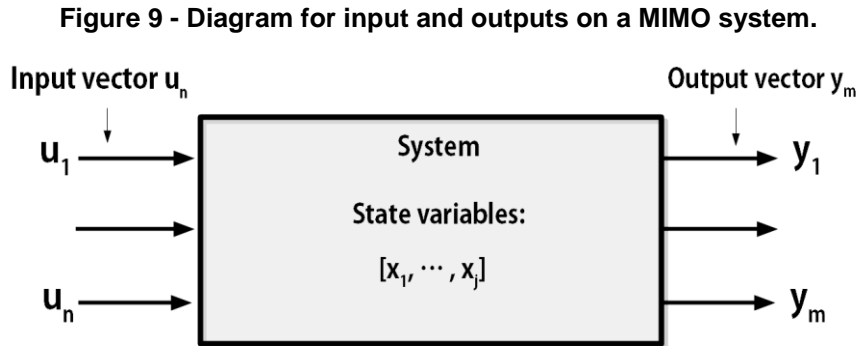 Figure 9 - Diagram for input and outputs on a MIMO system.
Input vector uₙ
Output vector yₘ
u₁
System
y₁
State variables:
[x₁, ⋯ , xⱼ]
uₙ
yₘ